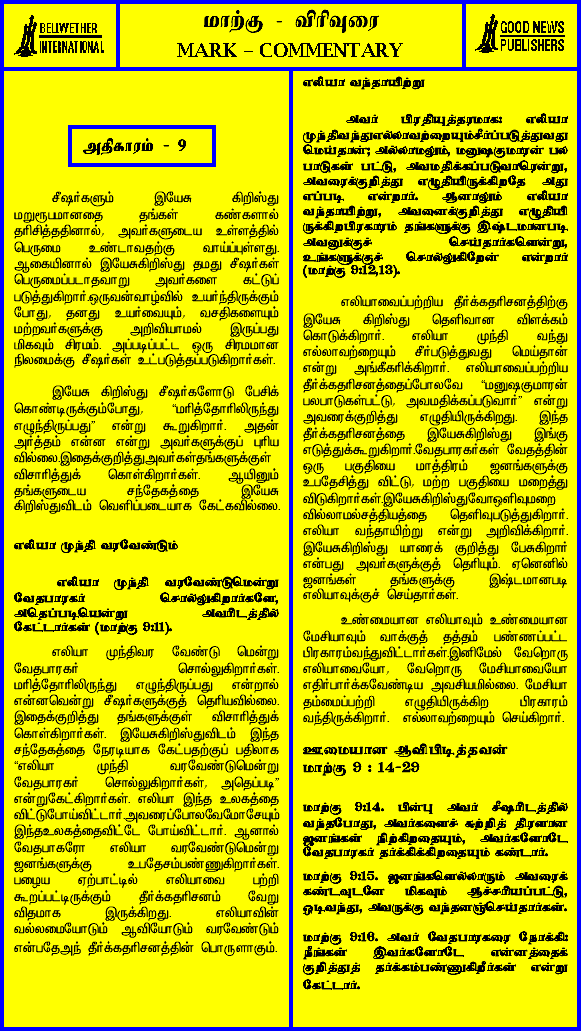 BELWETHER
INTERNATIONAL
மாற்கு - விரிவுரை
MARK – COMMENTARY
GOOD NEWS
PUBLISHERS
அதிகாரம் - 9
சீஷர்களும் இயேசு கிறிஸ்து
மறுரூபமானதை தங்கள் கண்களால்
தரிசித்ததினால், அவர்களுடைய உள்ளத்தில்
பெருமை உண்டாவதற்கு வாய்ப்புள்ளது.
ஆகையினால் இயேசுகிறிஸ்து தமது சீஷர்கள்
பெருமைப்படாதவாறு அவர்களை கட்டுப்
படுத்துகிறார்.ஒருவன்வாழ்வில் உயர்ந்திருக்கும்
போது, தனது உயர்வையும், வசதிகளையும்
மற்றவர்களுக்கு அறிவியாமல் இருப்பது
மிகவும் சிரமம். அப்படிப்பட்ட ஒரு சிரமமான
நிலமைக்கு சீஷர்கள் உட்படுத்தப்படுகிறார்கள்.
இயேசு கிறிஸ்து சீஷர்களோடு பேசிக்
கொண்டிருக்கும்போது, “மரித்தோரிலிருந்து
எழுந்திருப்பது” என்று கூறுகிறார். அதன்
அர்த்தம் என்ன என்று அவர்களுக்குப் புரிய
வில்லை.இதைக்குறித்துஅவர்கள்தங்களுக்குள்
விசாரித்துக் கொள்கிறார்கள். ஆயினும்
தங்களுடைய சந்தேகத்தை இயேசு
கிறிஸ்துவிடம் வெளிப்படையாக கேட்கவில்லை.
எலியா முந்தி வரவேண்டும்
எலியா முந்தி வரவேண்டுமென்று
வேதபாரகர் சொல்லுகிறார்களே,
அதெப்படியென்று அவரிடத்தில்
கேட்டார்கள் (மாற்கு 9:11).
எலியா முந்திவர வேண்டு மென்று
வேதபாரகர் சொல்லுகிறார்கள்.
மரித்தோரிலிருந்து எழுந்திருப்பது என்றால்
என்னவென்று சீஷர்களுக்குத் தெரியவில்லை.
இதைக்குறித்து தங்களுக்குள் விசாரித்துக்
கொள்கிறார்கள். இயேசுகிறிஸ்துவிடம் இந்த
சந்தேகத்தை நேரடியாக கேட்பதற்குப் பதிலாக
“எலியா முந்தி வரவேண்டுமென்று
வேதபாரகர் சொல்லுகிறார்கள், அதெப்படி”
என்றுகேட்கிறார்கள். எலியா இந்த உலகத்தை
விட்டுபோய்விட்டார்.அவரைப்போலவேமோசேயும்
இந்தஉலகத்தைவிட்டே போய்விட்டார். ஆனால்
வேதபாகரோ எலியா வரவேண்டுமென்று
ஜனங்களுக்கு உபதேசம்பண்ணுகிறார்கள்.
பழைய ஏற்பாட்டில் எலியாவை பற்றி
கூறப்பட்டிருக்கும் தீர்க்கதரிசனம் வேறு
விதமாக இருக்கிறது. எலியாவின்
வல்லமையோடும் ஆவியோடும் வரவேண்டும்
என்பதேஅந் தீர்க்கதரிசனத்தின் பொருளாகும்.
எலியா வந்தாயிற்று
அவர் பிரதியுத்தரமாக: எலியா
முந்திவந்துஎல்லாவற்றையும்சீர்ப்படுத்துவது
மெய்தான்; அல்லாமலும், மனுஷகுமாரன் பல
பாடுகள் பட்டு, அவமதிக்கப்படுவாரென்று,
அவரைக்குறித்து எழுதியிருக்கிறதே அது
எப்படி என்றார். ஆனாலும் எலியா
வந்தாயிற்று, அவனைக்குறித்து எழுதியி
ருக்கிறபிரகாரம் தங்களுக்கு இஷ்டமானபடி
அவனுக்குச் செய்தார்களென்று,
உங்களுக்குச் சொல்லுகிறேன் என்றார்
(மாற்கு 9:12,13).
எலியாவைப்பற்றிய தீர்க்கதரிசனத்திற்கு
இயேசு கிறிஸ்து தெளிவான விளக்கம்
கொடுக்கிறார். எலியா முந்தி வந்து
எல்லாவற்றையும் சீர்படுத்துவது மெய்தான்
என்று அங்கீகரிக்கிறார். எலியாவைப்பற்றிய
தீர்க்கதரிசனத்தைப்போலவே “மனுஷகுமாரன்
பலபாடுகள்பட்டு, அவமதிக்கப்படுவார்” என்று
அவரைக்குறித்து எழுதியிருக்கிறது. இந்த
தீர்க்கதரிசனத்தை இயேசுகிறிஸ்து இங்கு
எடுத்துக்கூறுகிறார்.வேதபாரகர்கள் வேதத்தின்
ஒரு பகுதியை மாத்திரம் ஜனங்களுக்கு
உபதேசித்து விட்டு, மற்ற பகுதியை மறைத்து
விடுகிறார்கள்.இயேசுகிறிஸ்துவோஒளிவுமறை
வில்லாமல்சத்தியத்தை தெளிவுபடுத்துகிறார்.
எலியா வந்தாயிற்று என்று அறிவிக்கிறார்.
இயேசுகிறிஸ்து யாரைக் குறித்து பேசுகிறார்
என்பது அவர்களுக்குத் தெரியும். ஏனெனில்
ஜனங்கள் தங்களுக்கு இஷ்டமானபடி
எலியாவுக்குச் செய்தார்கள்.
உண்மையான எலியாவும் உண்மையான
மேசியாவும் வாக்குத் தத்தம் பண்ணப்பட்ட
பிரகாரம்வந்துவிட்டார்கள்.இனிமேல் வேறொரு
எலியாவையோ, வேறொரு மேசியாவையோ
எதிர்பார்க்கவேண்டிய அவசியமில்லை. மேசியா
தம்மைப்பற்றி எழுதியிருக்கிற பிரகாரம்
வந்திருக்கிறார். எல்லாவற்றையும் செய்கிறார்.
ஊமையான ஆவிபிடித்தவன்
மாற்கு 9 : 14-29
மாற்கு 9:14. பின்பு அவர் சீஷரிடத்தில்
வந்தபோது, அவர்களைச் சுற்றித் திரளான
ஜனங்கள் நிற்கிறதையும், அவர்களோடே
வேதபாரகர் தர்க்கிக்கிறதையும் கண்டார்.
மாற்கு 9:15. ஜனங்களெல்லாரும் அவரைக்
கண்டவுடனே மிகவும் ஆச்சரியப்பட்டு,
ஓடிவந்து, அவருக்கு வந்தனஞ்செய்தார்கள்.
மாற்கு 9:16. அவர் வேதபாரகரை நோக்கி:
நீங்கள் இவர்களோடே என்னத்தைக்
குறித்துத் தர்க்கம்பண்ணுகிறீர்கள் என்று
கேட்டார்.